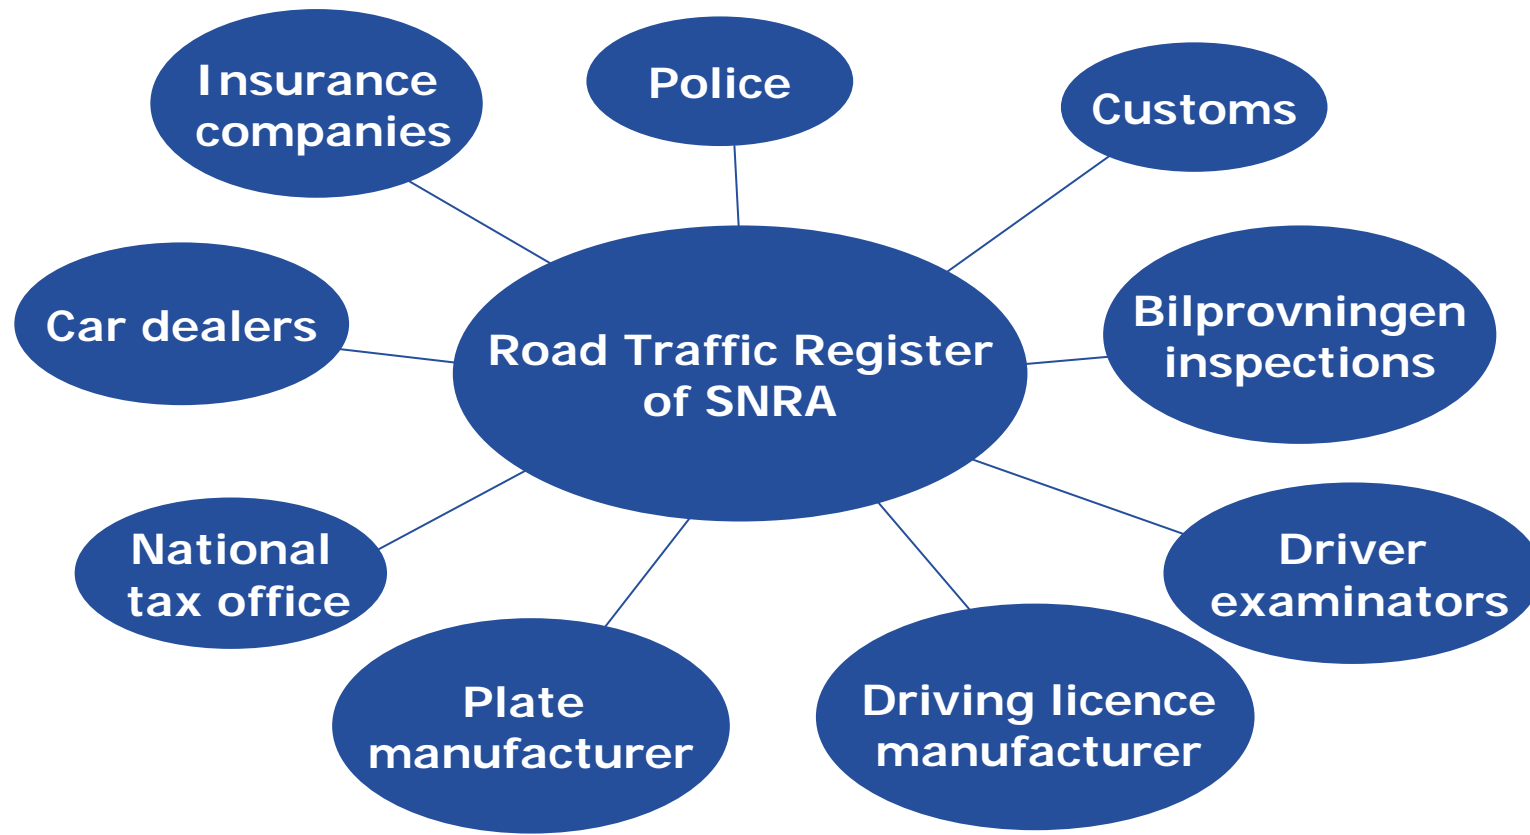 Insurance
companies
Police
Customs
Car dealers
Road Traffic Register
of SNRA
Bilprovningen
inspections
National
tax office
Driver
examinators
Plate
manufacturer
Driving licence
manufacturer